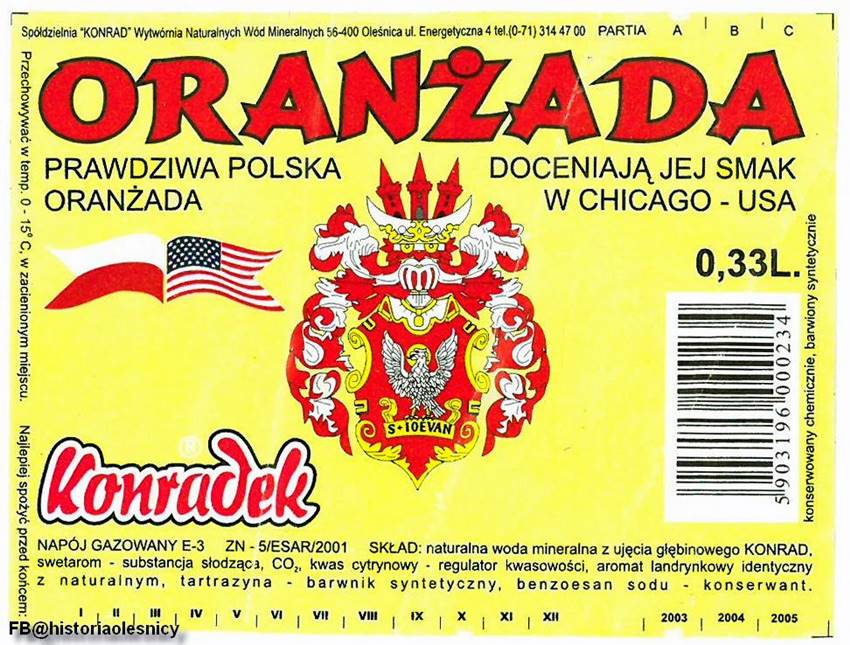 Spółdzielnia "KONRAD" Wytwórnia Naturalnych Wód Mineralnych 56-400 Oleśnica ul. Energetyczna 4 tel.(0-71) 314 47 00 PARTIA A B C
ORANŻADA
PRAWDZIWA POLSKA
ORANŻADA
DOCENIAJĄ JEJ SMAK
W CHICAGO - USA
0,33L.
Przechowywać w temp. 0 - 15°C, w zacienionym miejscu. Najlepiej spożyć przed końcem:
S+IOEVAN
5903196000234
konserwowany chemicznie, barwiony syntetycznie
Konradek ®
NAPÓJ GAZOWANY E-3 ZN - 5/ESAR/2001 SKŁAD: naturalna woda mineralna z ujęcia głębinowego KONRAD,
swetarom - substancja słodząca, CO₂, kwas cytrynowy - regulator kwasowości, aromat landrynkowy identyczny
z naturalnym, tartrazyna - barwnik syntetyczny, benzoesan sodu - konserwant.
I II III IV V VI VII VIII IX X XI XII 2003 2004 2005
FB@historiaolesnicy